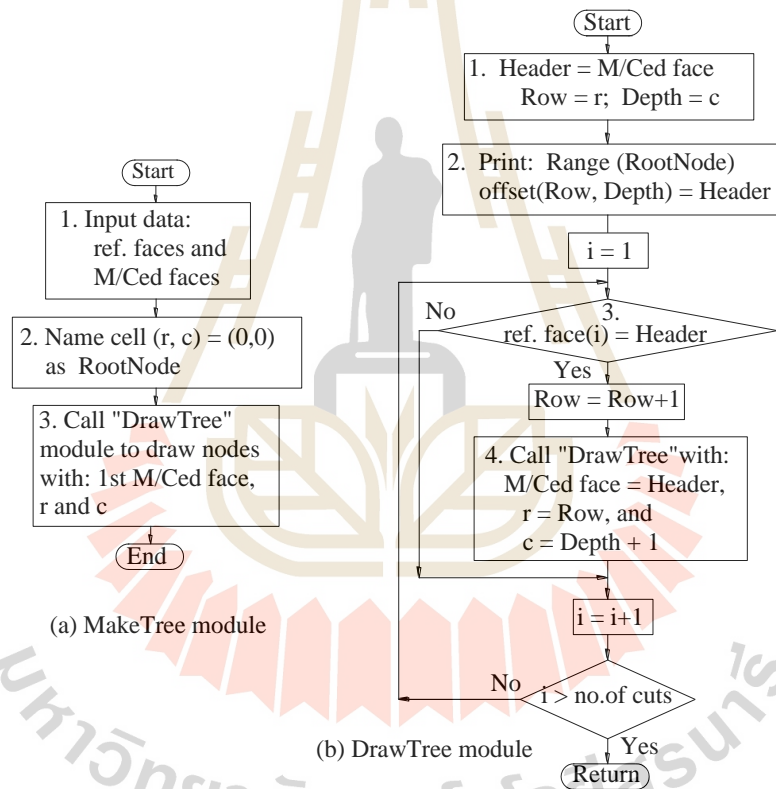 Start
1. Input data:
ref. faces and
M/Ced faces
2. Name cell (r, c) = (0,0)
as RootNode
3. Call "DrawTree"
module to draw nodes
with: 1st M/Ced face,
r and c
End
(a) MakeTree module
Start
1. Header = M/Ced face
Row = r; Depth = c
2. Print: Range (RootNode)
offset(Row, Depth) = Header
i = 1
3.
ref. face(i) = Header
No
Yes
Row = Row+1
4. Call "DrawTree"with:
M/Ced face = Header,
r = Row, and
c = Depth + 1
i = i+1
i > no.of cuts
No
Yes
Return
(b) DrawTree module